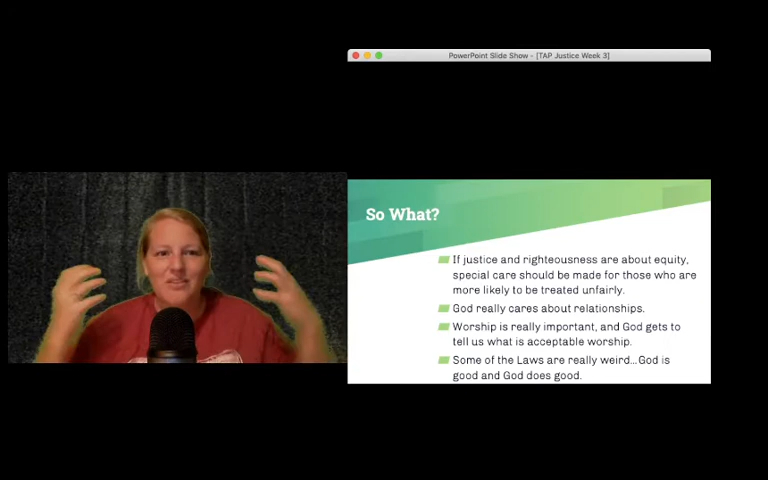 PowerPoint Slide Show - [TAP Justice Week 3]
So What?
If justice and righteousness are about equity,
special care should be made for those who are
more likely to be treated unfairly.
God really cares about relationships.
Worship is really important, and God gets to
tell us what is acceptable worship.
Some of the Laws are really weird...God is
good and God does good.